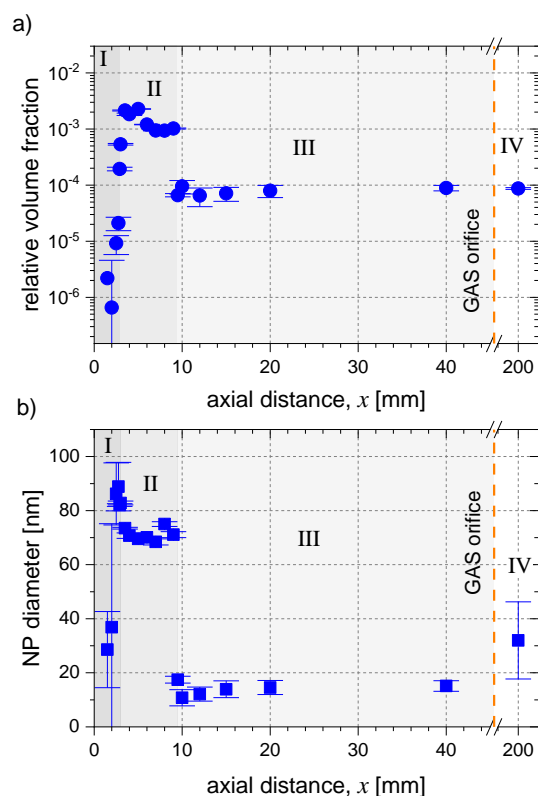 a)
I
II
III
IV
10⁻²
10⁻³
10⁻⁴
10⁻⁵
10⁻⁶
relative volume fraction
GAS orifice
0 10 20 30 40 200
axial distance, x [mm]
b)
I
II
III
IV
100
80
60
40
20
0
NP diameter [nm]
GAS orifice
0 10 20 30 40 200
axial distance, x [mm]